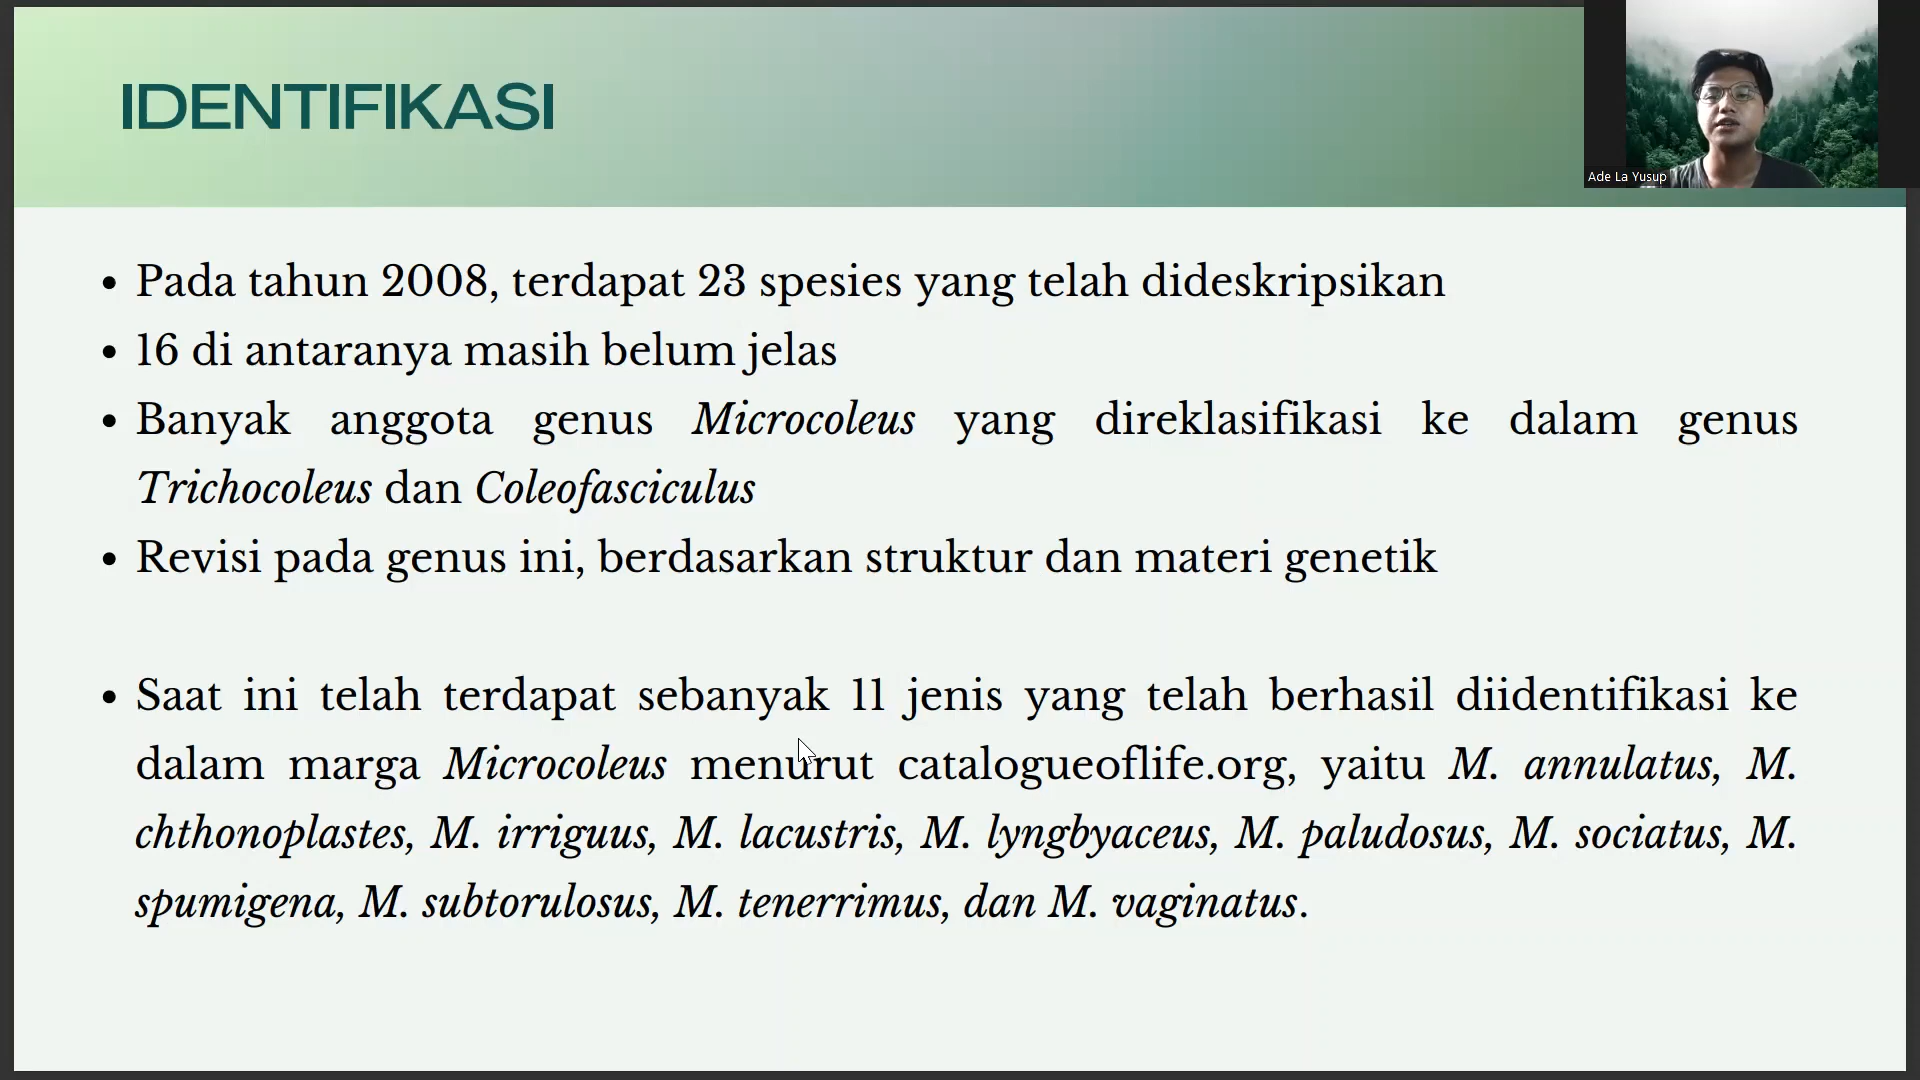 IDENTIFIKASI
Ade La Yusup
• Pada tahun 2008, terdapat 23 spesies yang telah dideskripsikan
• 16 di antaranya masih belum jelas
• Banyak anggota genus Microcoleus yang direklasifikasi ke dalam genus
Trichocoleus dan Coleofasciculus
• Revisi pada genus ini, berdasarkan struktur dan materi genetik
• Saat ini telah terdapat sebanyak 11 jenis yang telah berhasil diidentifikasi ke
dalam marga Microcoleus menurut catalogueoflife.org, yaitu M. annulatus, M.
chthonoplastes, M. irriguus, M. lacustris, M. lyngbyaceus, M. paludosus, M. sociatus, M.
spumigena, M. subtorulosus, M. tenerrimus, dan M. vaginatus.